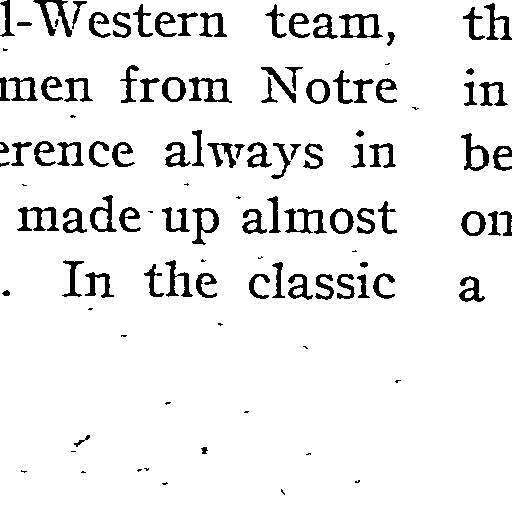 l-Western team,
men from Notre
erence always in
made up almost
. In the classic
th
in
be
on
a